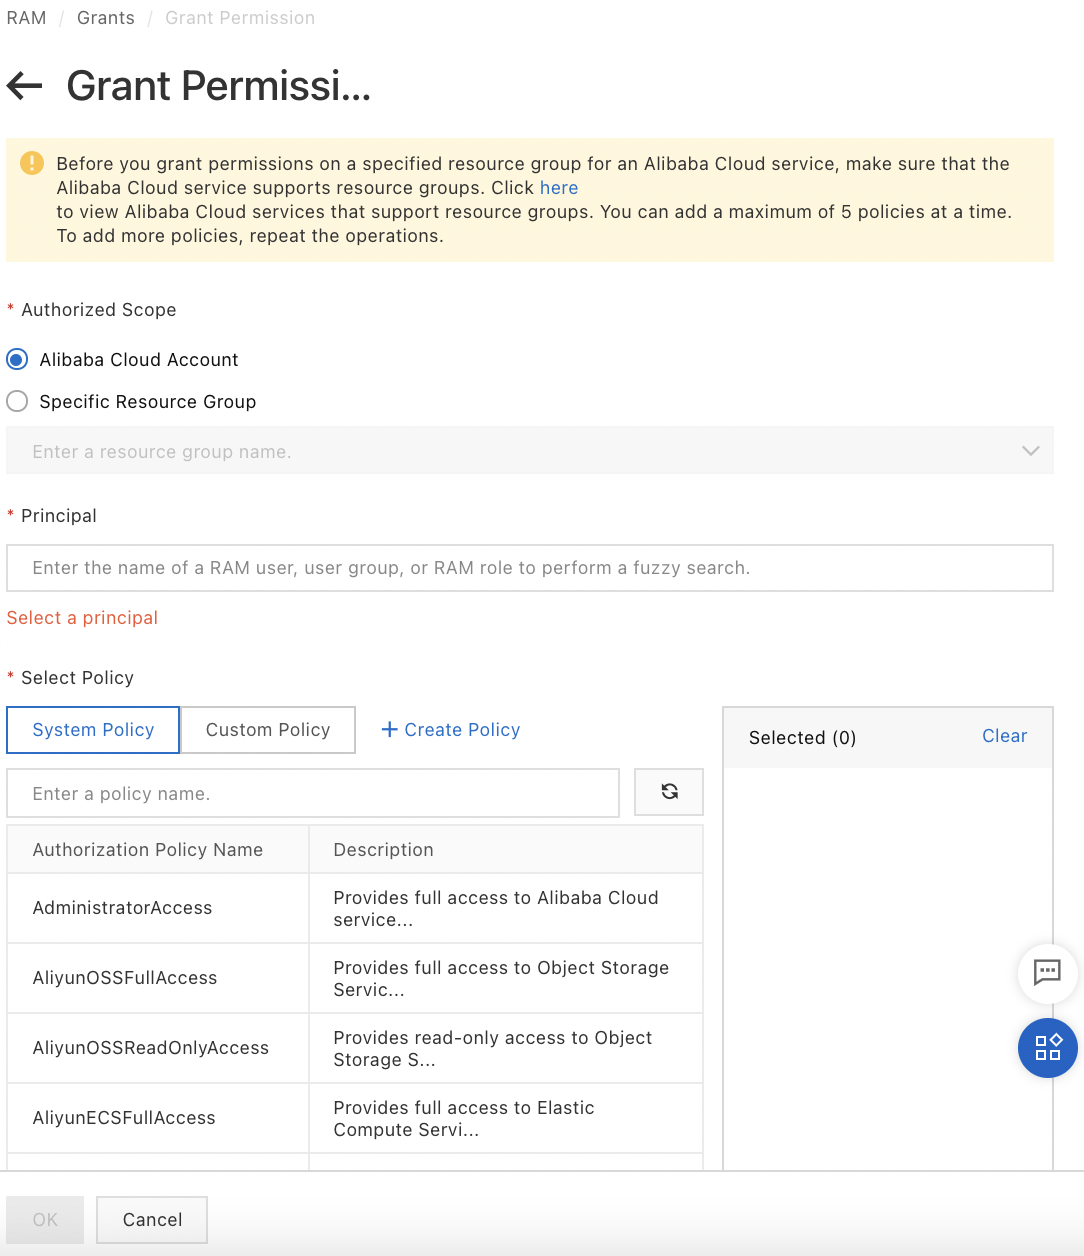 RAM / Grants / Grant Permission
Grant Permissi...
Before you grant permissions on a specified resource group for an Alibaba Cloud service, make sure that the
Alibaba Cloud service supports resource groups. Click here
to view Alibaba Cloud services that support resource groups. You can add a maximum of 5 policies at a time.
To add more policies, repeat the operations.
* Authorized Scope
Alibaba Cloud Account
Specific Resource Group
Enter a resource group name.
* Principal
Enter the name of a RAM user, user group, or RAM role to perform a fuzzy search.
Select a principal
* Select Policy
System Policy
Custom Policy
+ Create Policy
Selected (0)
Clear
Enter a policy name.
Authorization Policy Name
Description
AdministratorAccess
Provides full access to Alibaba Cloud
service...
AliyunOSSFullAccess
Provides full access to Object Storage
Servic...
AliyunOSSReadOnlyAccess
Provides read-only access to Object
Storage S...
AliyunECSFullAccess
Provides full access to Elastic
Compute Servi...
OK
Cancel